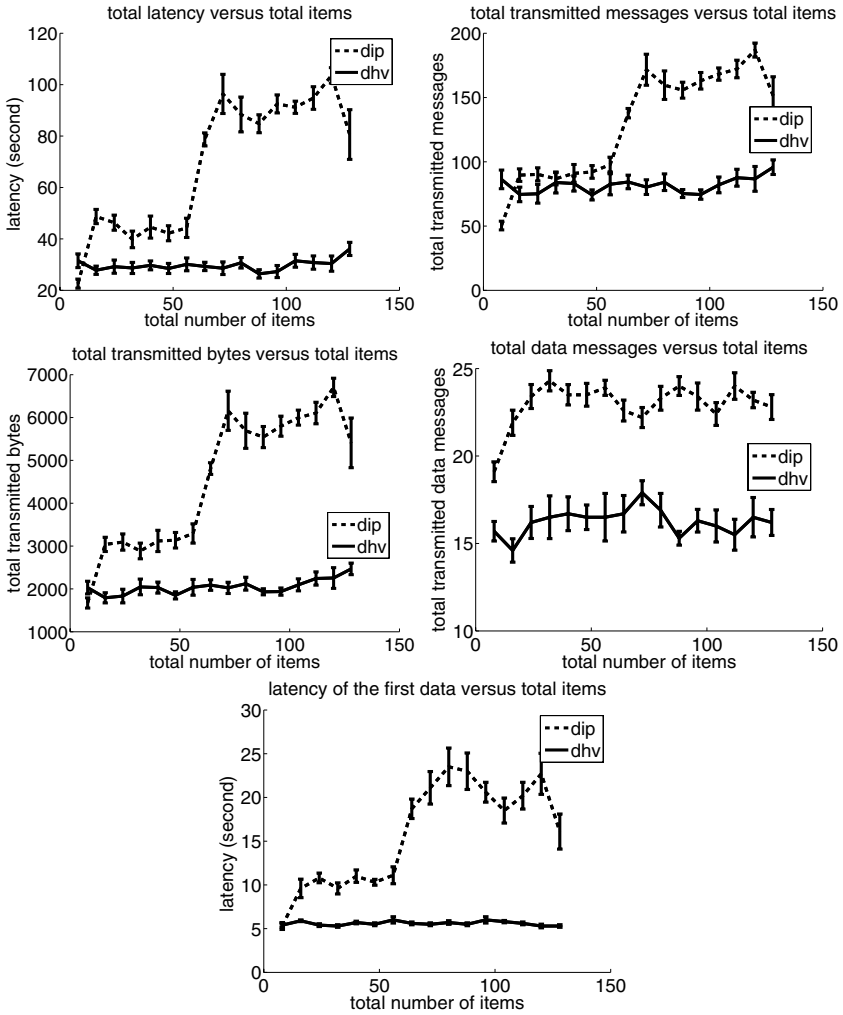 total latency versus total items
120
100
80
60
40
20
0
50
100
150
latency (second)
total number of items
dip
dhv
total transmitted messages versus total items
200
150
100
50
0
0
50
100
150
total transmitted messages
total number of items
dip
dhv
total transmitted bytes versus total items
7000
6000
5000
4000
3000
2000
1000
0
50
100
150
total transmitted bytes
total number of items
dip
dhv
total data messages versus total items
25
20
15
10
0
50
100
150
total transmitted data messages
total number of items
dip
dhv
latency of the first data versus total items
30
25
20
15
10
5
0
0
50
100
150
latency (second)
total number of items
dip
dhv